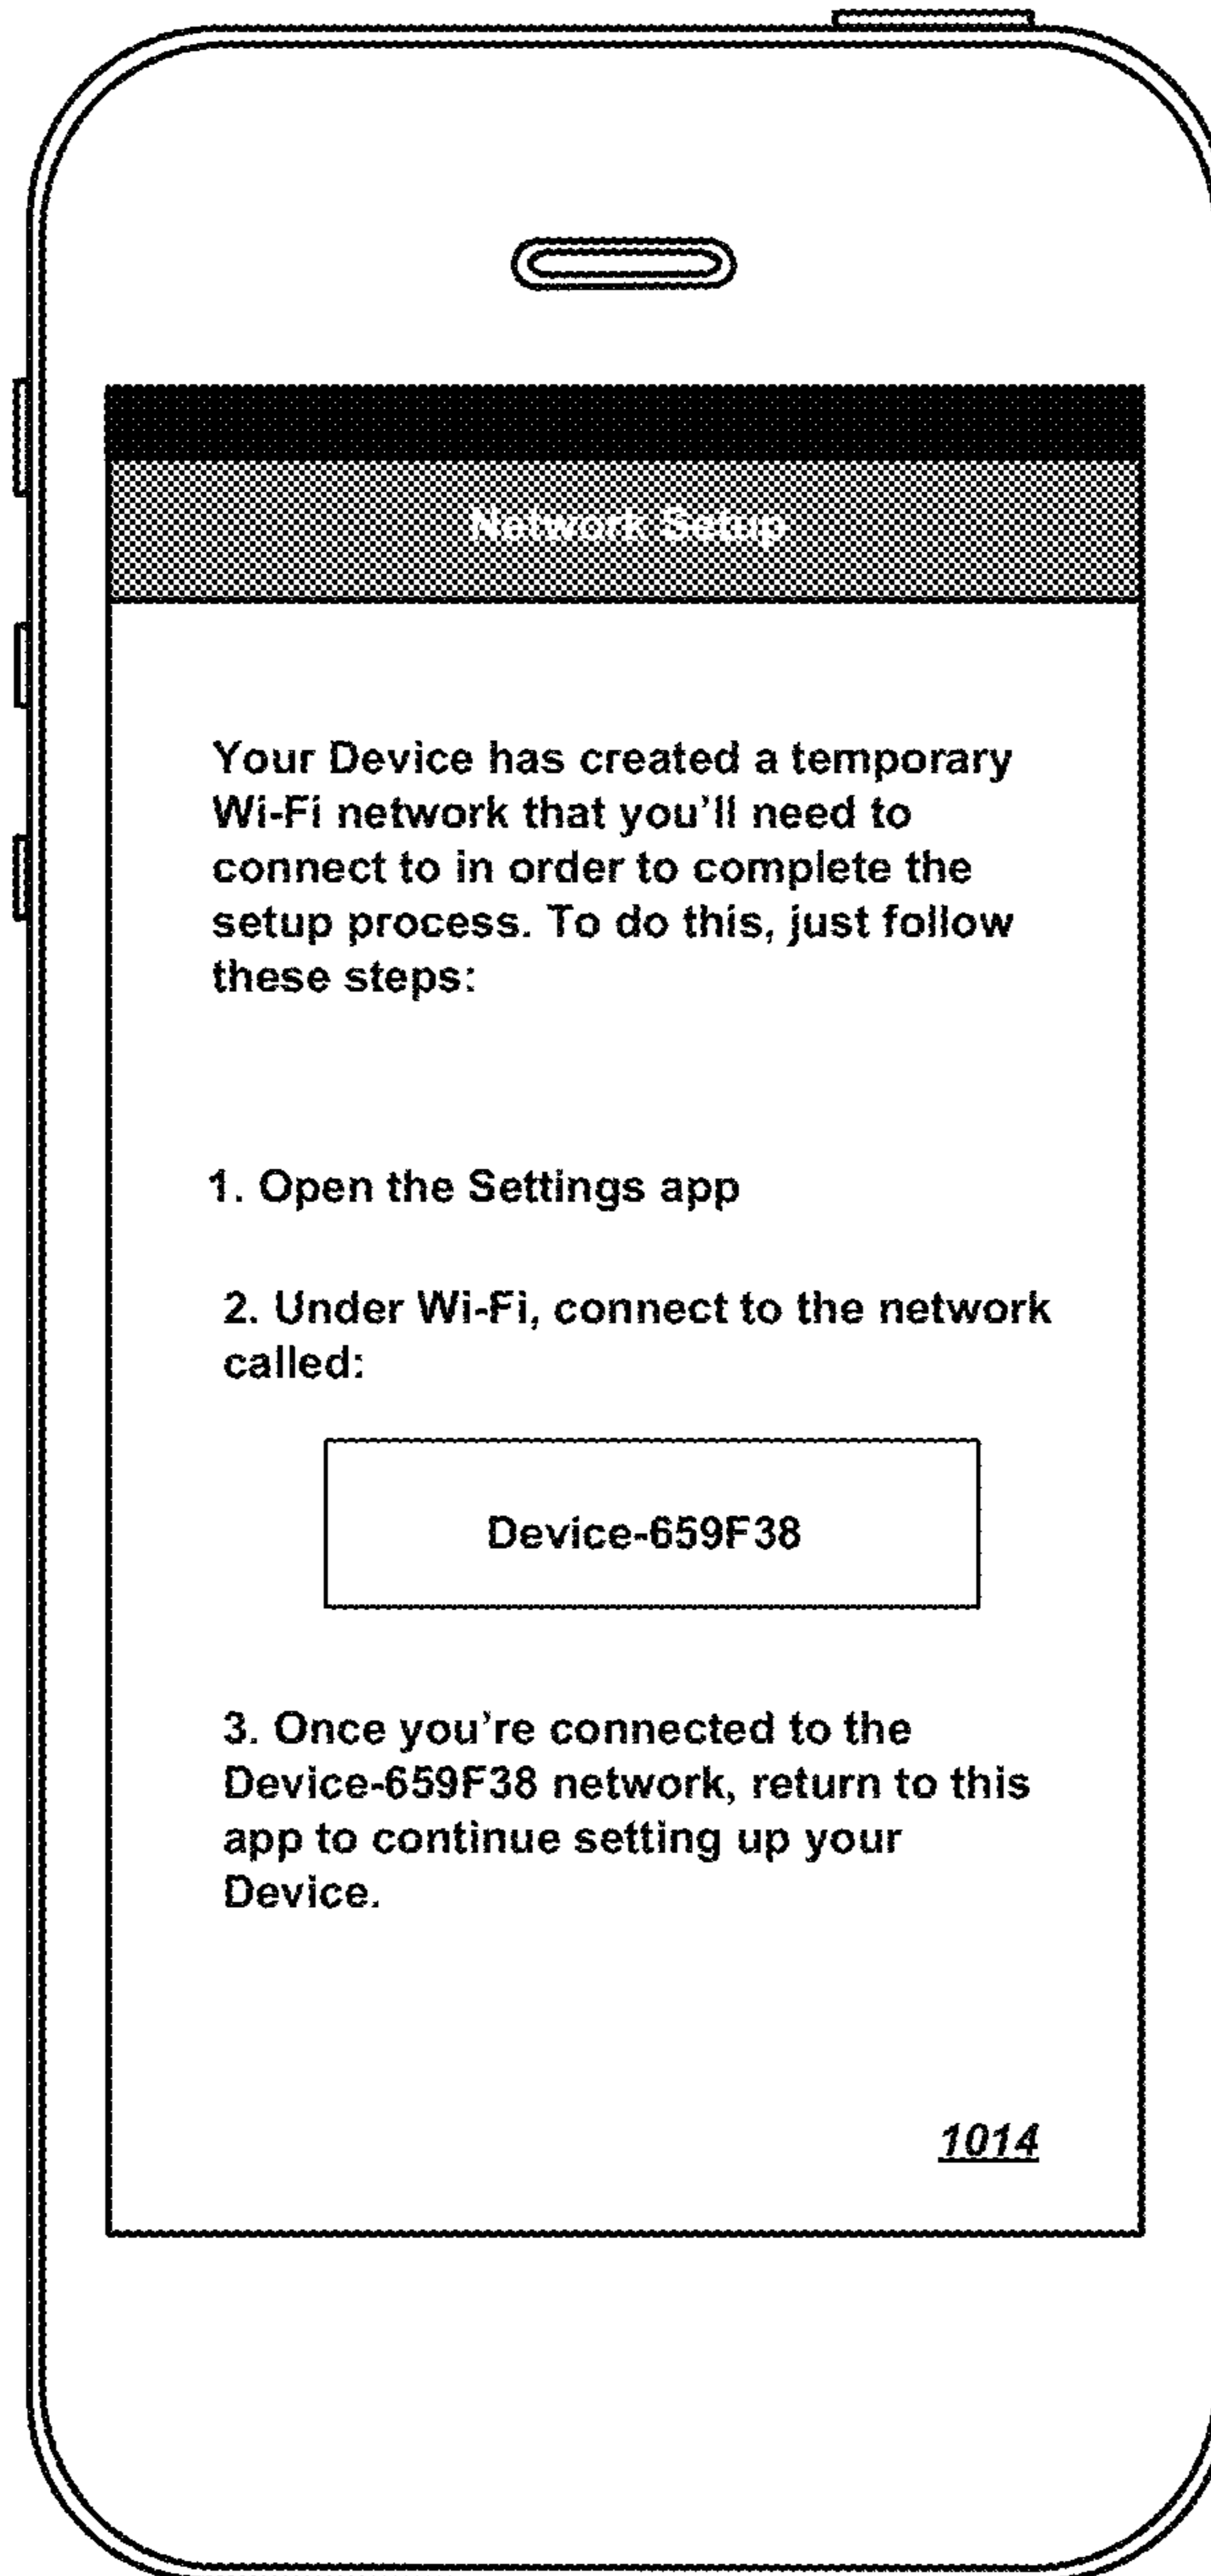 Network Setup
Your Device has created a temporary
Wi-Fi network that you'll need to
connect to in order to complete the
setup process. To do this, just follow
these steps:
1. Open the Settings app
2. Under Wi-Fi, connect to the network
called:
Device-659F38
3. Once you're connected to the
Device-659F38 network, return to this
app to continue setting up your
Device.
1014